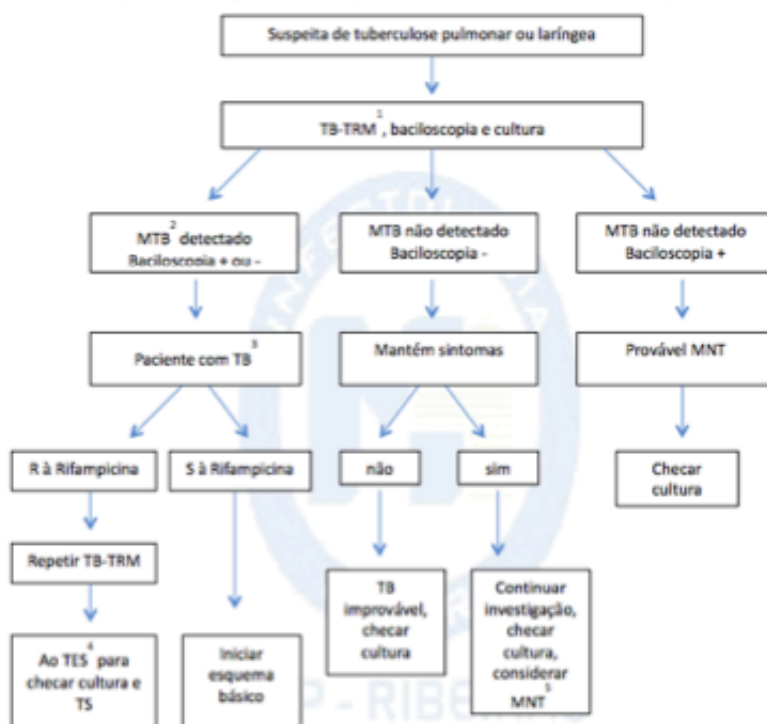 Suspeita de tuberculose pulmonar ou laríngea
TB-TRM¹, baciloscopia e cultura
MTB² detectado
Baciloscopia + ou -
MTB não detectado
Baciloscopia -
MTB não detectado
Baciloscopia +
Paciente com TB³
Mantém sintomas
Provável MNT
R à Rifampicina
S à Rifampicina
não
sim
Checar
cultura
Repetir TB-TRM
Ao TES⁴ para
checar cultura e
TS
Iniciar
esquema
básico
TB
improvável,
checar
cultura
Continuar
investigação,
checar
cultura,
considerar
MNT⁵